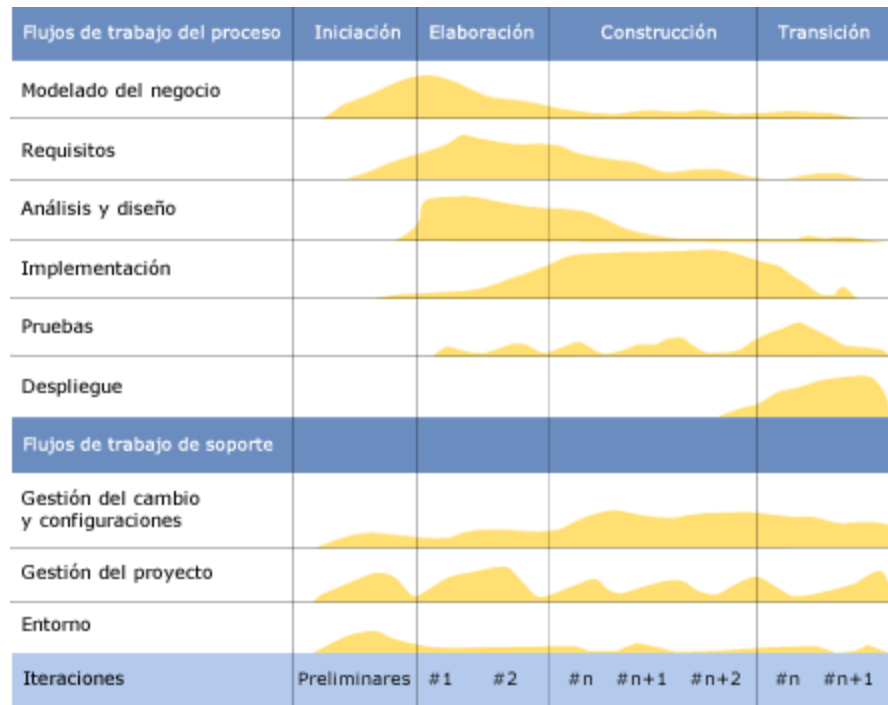 Flujos de trabajo del proceso Iniciación Elaboración Construcción Transición
Modelado del negocio
Requisitos
Análisis y diseño
Implementación
Pruebas
Despliegue
Flujos de trabajo de soporte
Gestión del cambio
y configuraciones
Gestión del proyecto
Entorno
Iteraciones Preliminares #1 #2 #n #n+1 #n+2 #n #n+1